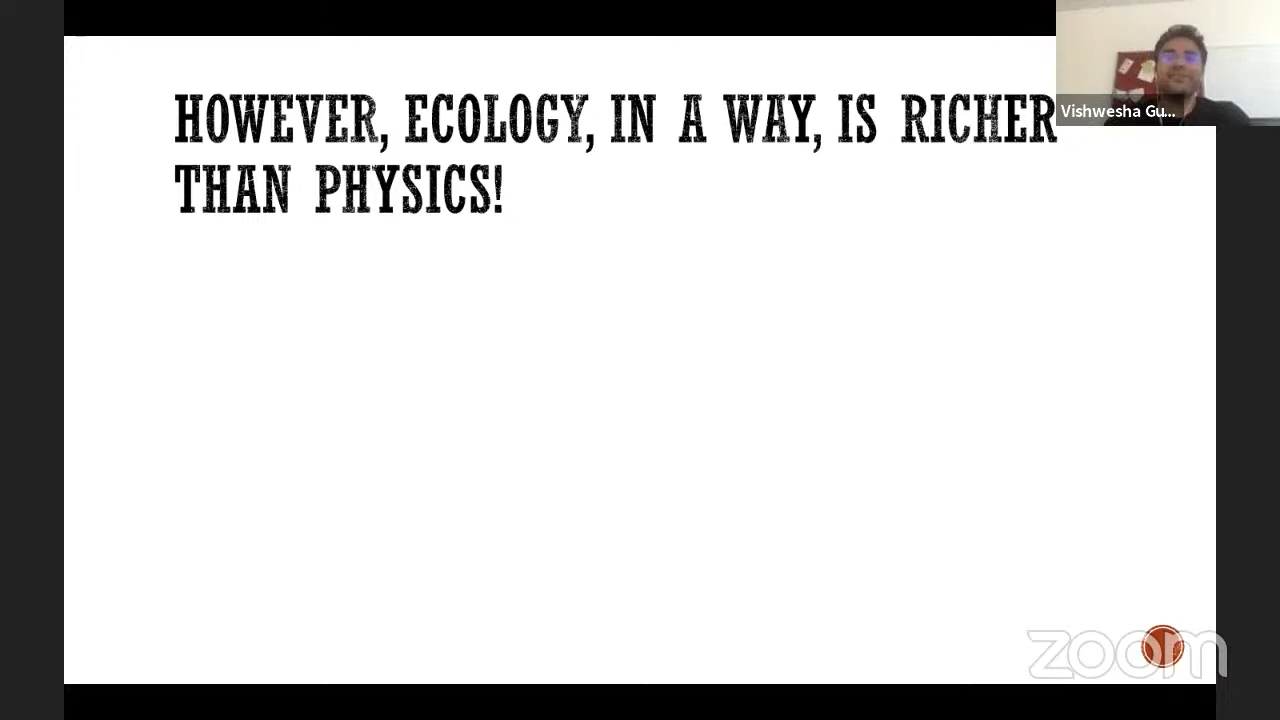 HOWEVER, ECOLOGY, IN A WAY, IS RICHER
THAN PHYSICS!
Vishwesha Gu...
zoom